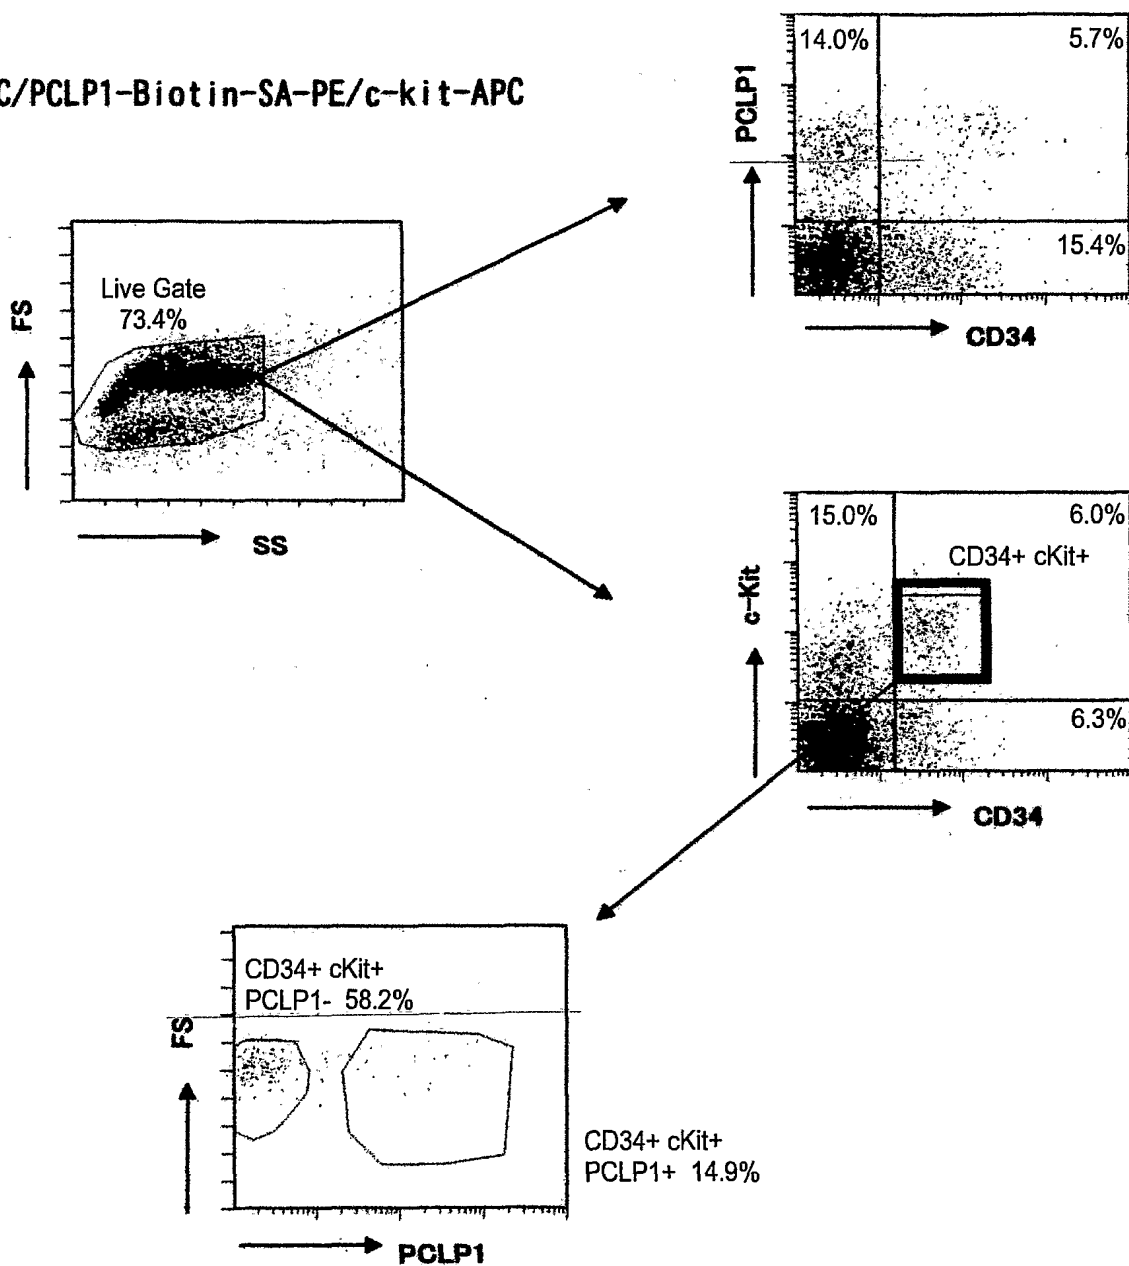 C/PCLP1-Biotin-SA-PE/c-kit-APC
14.0%
5.7%
PCLP1
15.4%
CD34
Live Gate
73.4%
FS
SS
15.0%
6.0%
CD34+ cKit+
c-Kit
6.3%
CD34
CD34+ cKit+
PCLP1- 58.2%
FS
CD34+ cKit+
PCLP1+ 14.9%
PCLP1